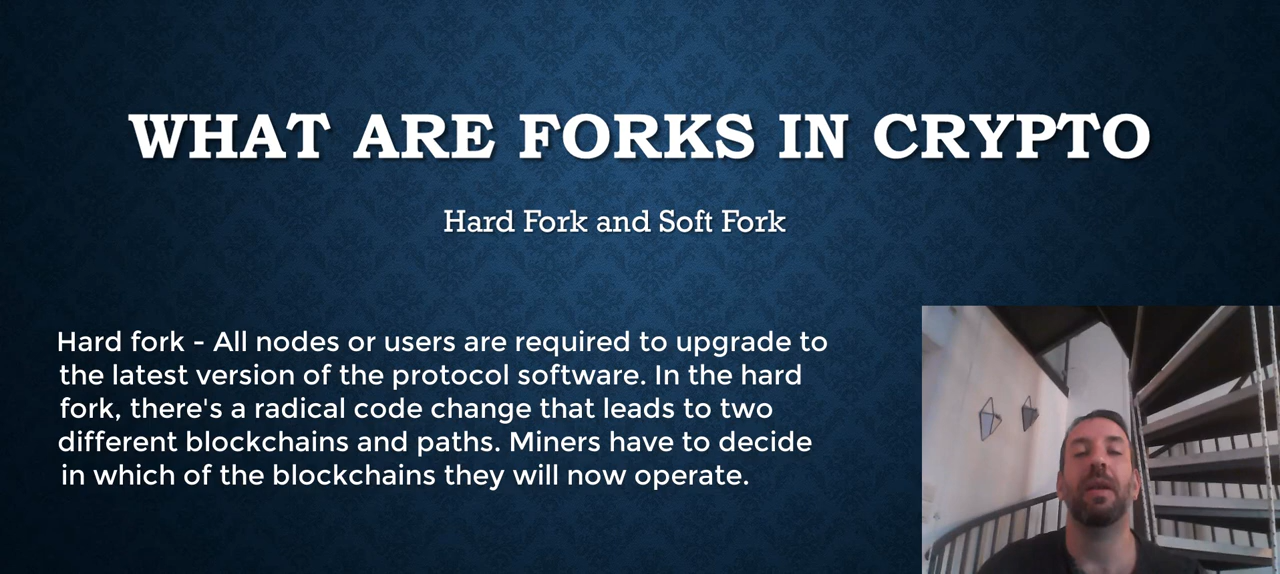 WHAT ARE FORKS IN CRYPTO
Hard Fork and Soft Fork
Hard fork - All nodes or users are required to upgrade to
the latest version of the protocol software. In the hard
fork, there's a radical code change that leads to two
different blockchains and paths. Miners have to decide
in which of the blockchains they will now operate.